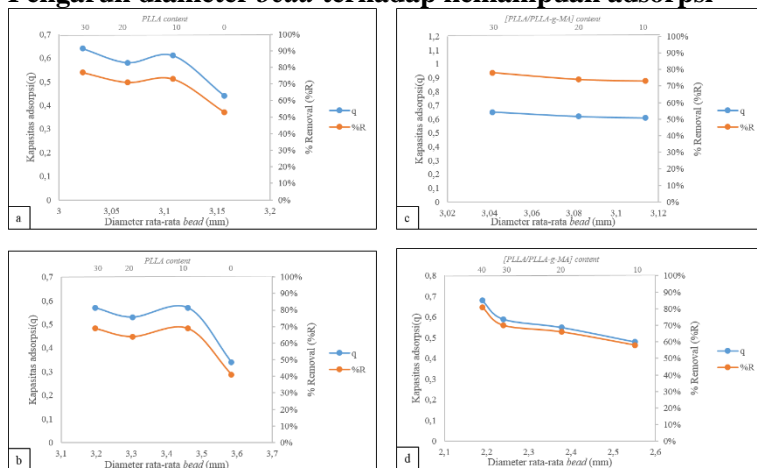 Pengaruh diameter bead terhadap kemampuan adsorpsi
PLLA content
30 20 10 0
0,7
0,6
0,5
0,4
0,3
0,2
0,1
0
Kapasitas adsorpsi(q)
100%
90%
80%
70%
60%
50%
40%
30%
20%
10%
0%
% Removal (%R)
q
%R
3 3,05 3,1 3,15 3,2
Diameter rata-rata bead (mm)
a
[PLLA/PLLA-g-MA] content
30 20 10
1,2
1,1
1
0,9
0,8
0,7
0,6
0,5
0,4
0,3
0,2
0,1
0
Kapasitas adsorpsi(q)
100%
90%
80%
70%
60%
50%
40%
30%
20%
10%
0%
% Removal (%R)
q
%R
3,02 3,04 3,06 3,08 3,1 3,12
Diameter rata-rata bead (mm)
c
PLLA content
30 20 10 0
0,7
0,6
0,5
0,4
0,3
0,2
0,1
0
Kapasitas adsorpsi(q)
100%
90%
80%
70%
60%
50%
40%
30%
20%
10%
0%
% Removal (%R)
q
%R
3,1 3,2 3,3 3,4 3,5 3,6 3,7
Diameter rata-rata bead (mm)
b
[PLLA/PLLA-g-MA] content
40 30 20 10
0,8
0,7
0,6
0,5
0,4
0,3
0,2
0,1
0
Kapasitas adsorpsi(q)
100%
90%
80%
70%
60%
50%
40%
30%
20%
10%
0%
% Removal (%R)
q
%R
2,1 2,2 2,3 2,4 2,5 2,6
Diameter rata-rata bead (mm)
d